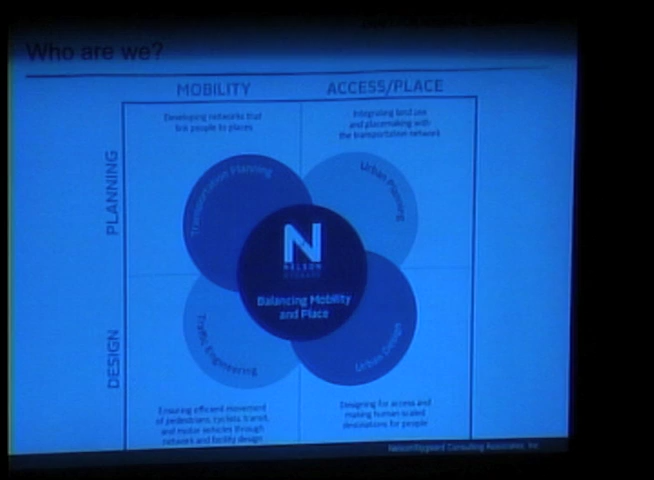 Who are we?
MOBILITY
ACCESS/PLACE
Developing networks that
link people to places
Integrating land use
and placemaking with
the transportation network
PLANNING
Transportation Planning
Urban Planning
N
NELSON
NYGAARD
Balancing Mobility
and Place
DESIGN
Traffic Engineering
Urban Design
Ensuring efficient movement
of pedestrians, cyclists, transit,
and motor vehicles through
network and facility design
Designing for access and
making human scaled
destinations for people
Nelson\Nygaard Consulting Associates, Inc